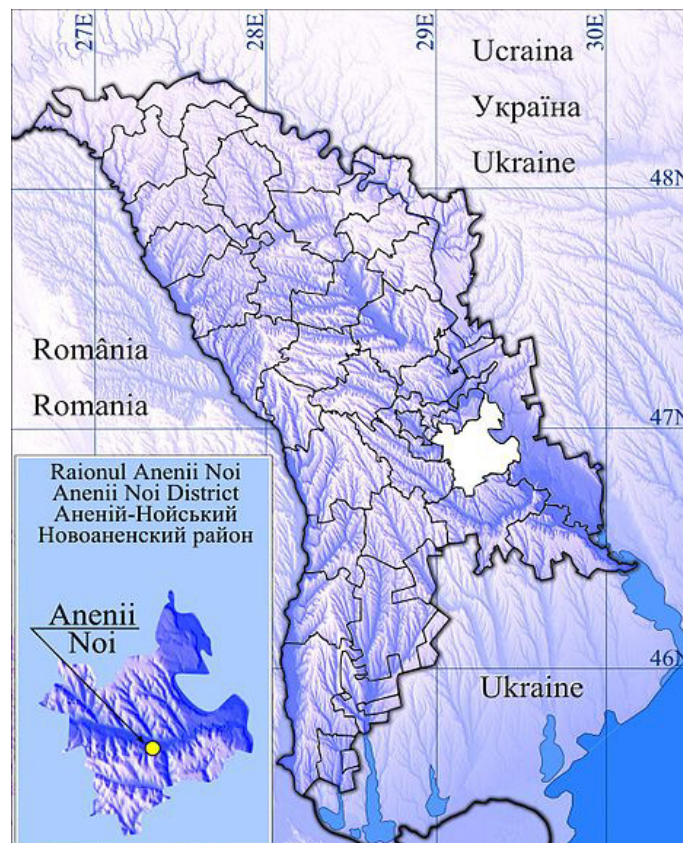 27E
28E
29E
30E
Ucraina
Україна
Ukraine
48N
România
Romania
47N
Raionul Anenii Noi
Anenii Noi District
Аненій-Нойський
Новоаненский район
Anenii
Noi
46N
Ukraine